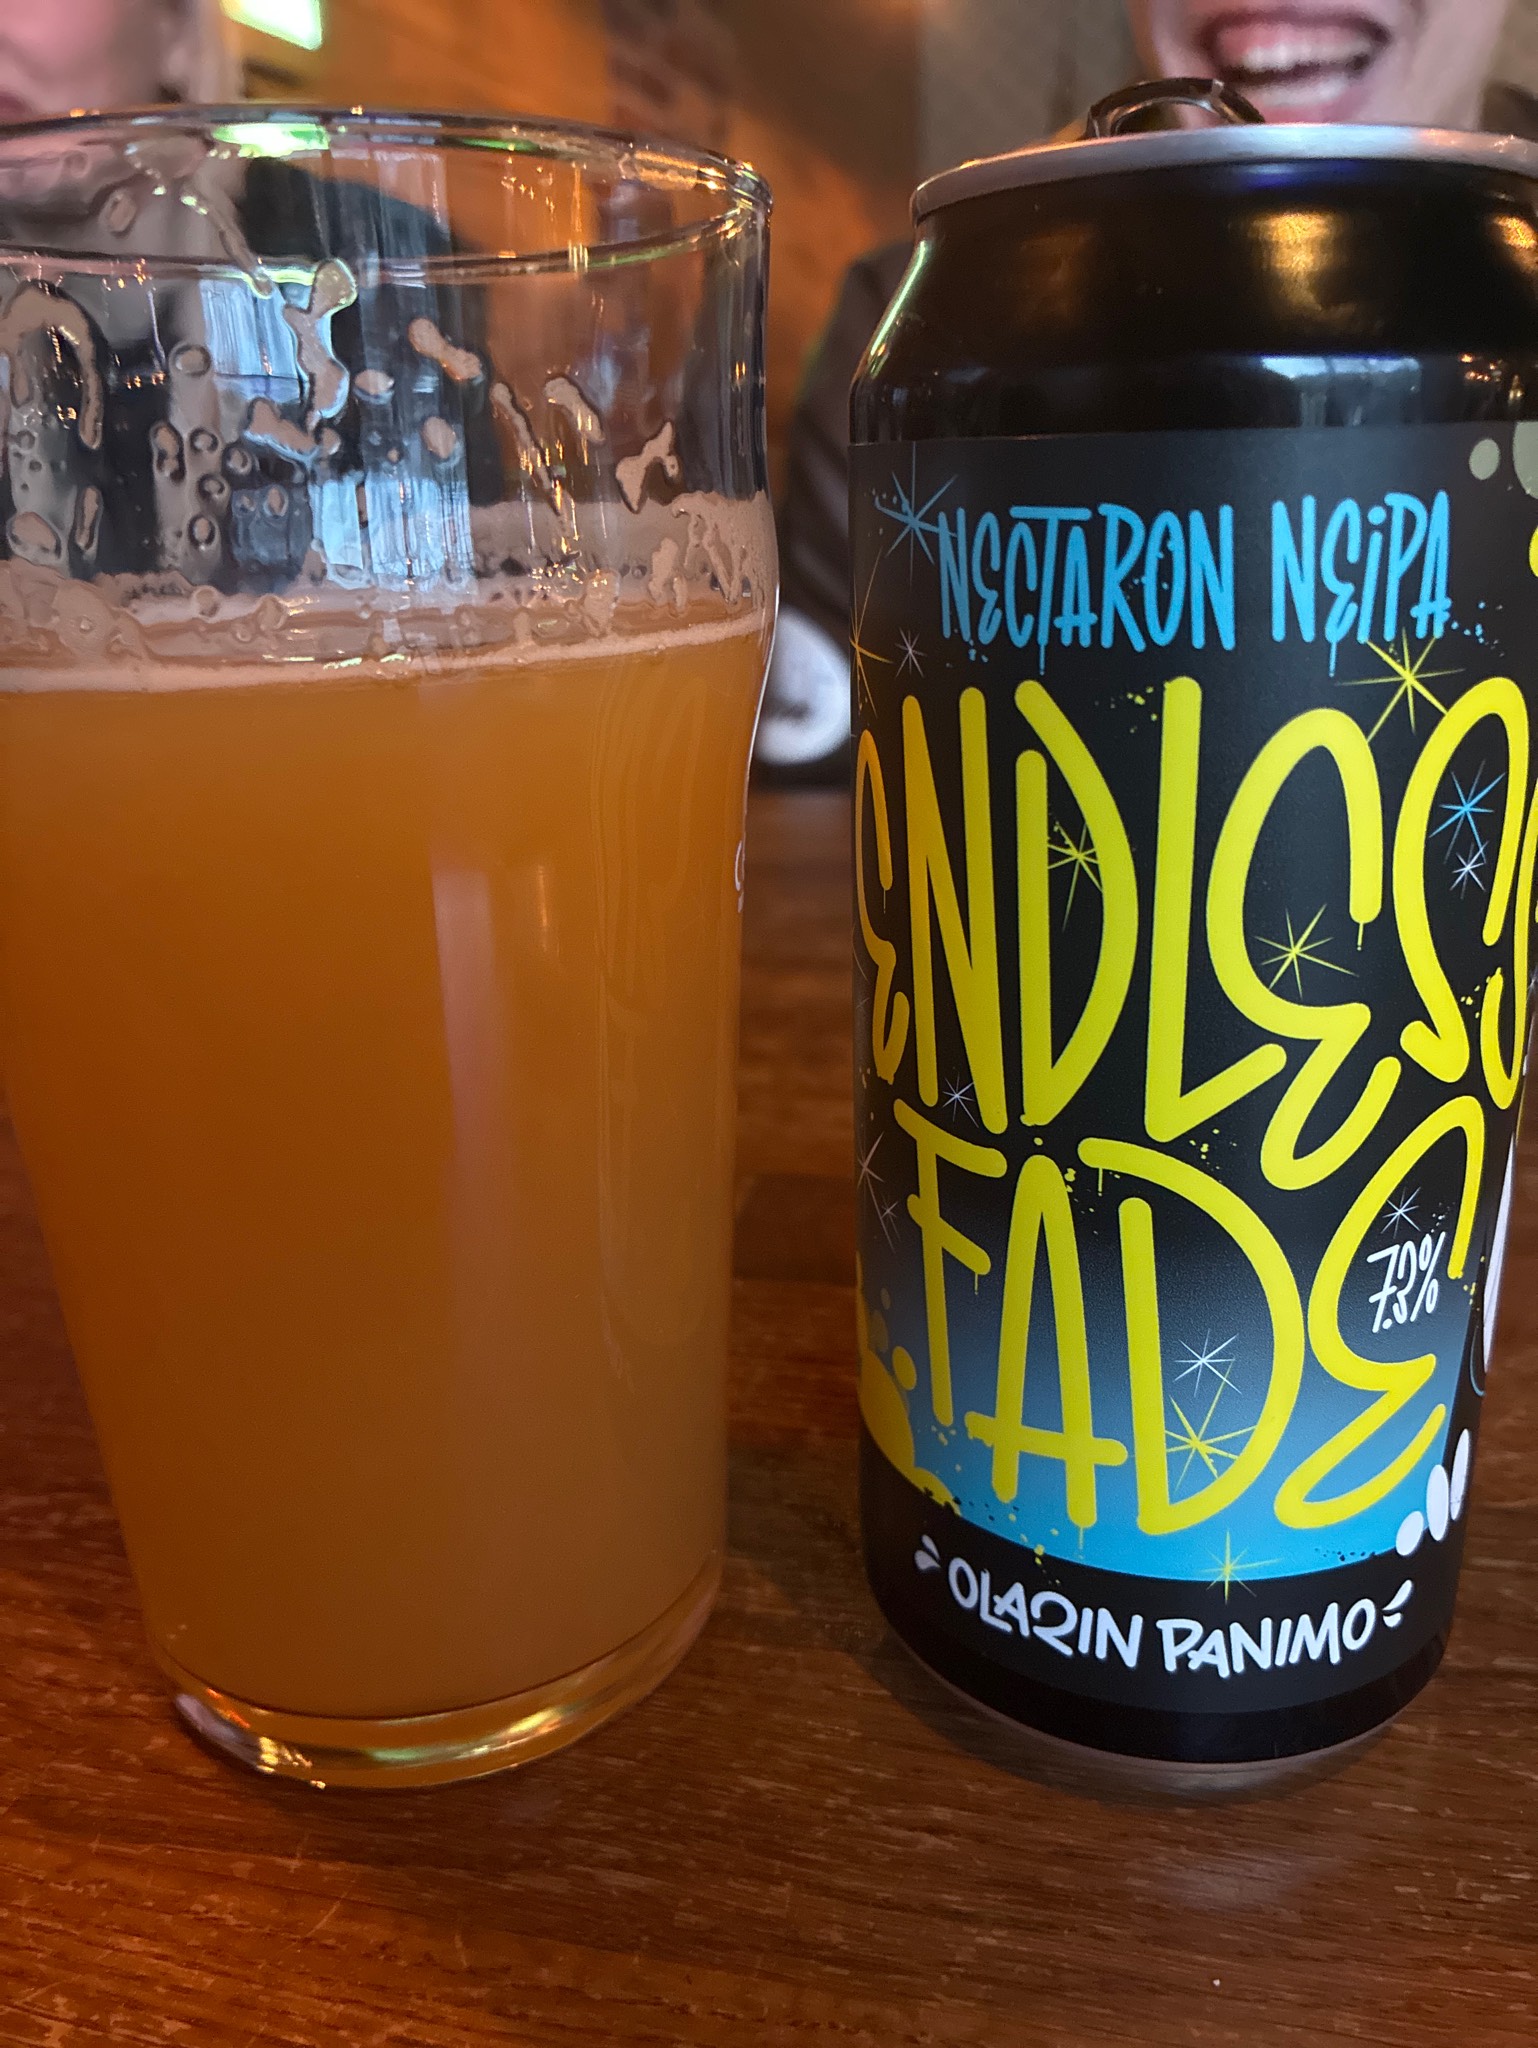 NECTARON NEIPA
ENDLESS
FADE
7.3%
OLARIN PANIMO